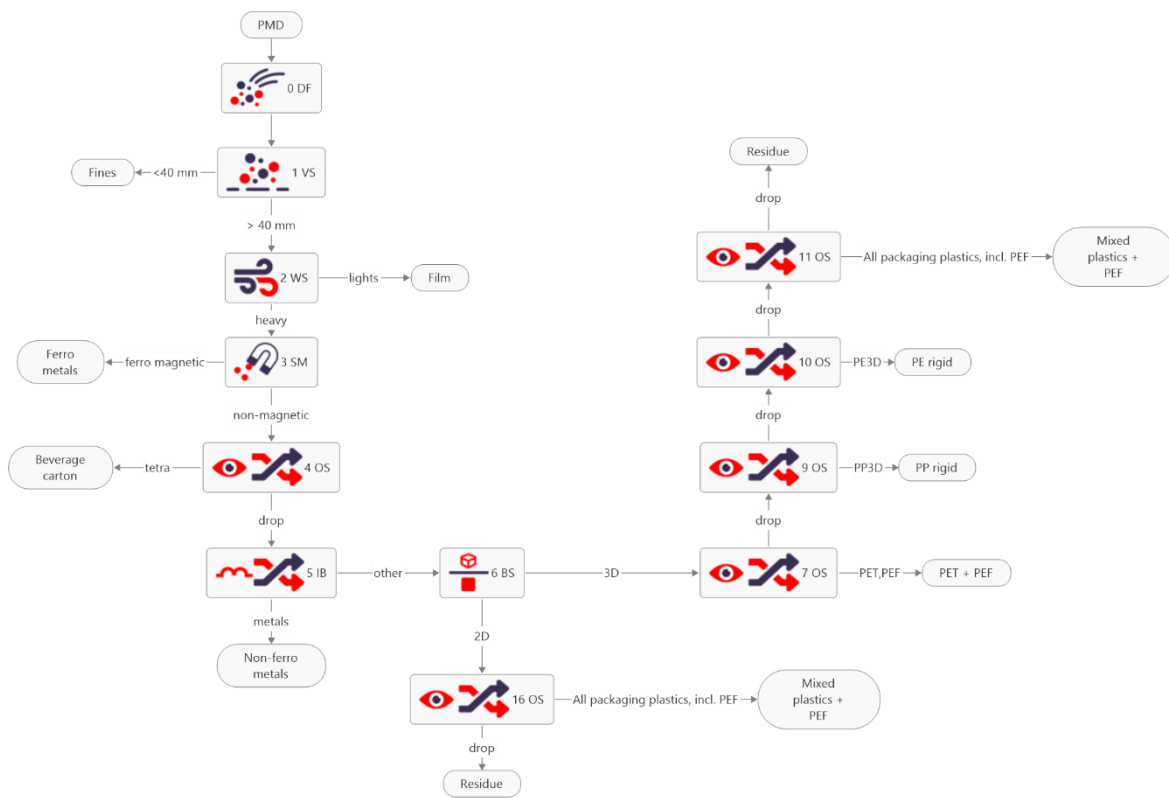 PMD
0 DF
Fines
<40 mm
1 VS
> 40 mm
2 WS
lights
Film
heavy
Ferro
metals
ferro magnetic
3 SM
non-magnetic
Beverage
carton
tetra
4 OS
drop
5 IB
other
6 BS
3D
7 OS
PET,PEF
PET + PEF
metals
Non-ferro
metals
2D
16 OS
All packaging plastics, incl. PEF
Mixed
plastics +
PEF
drop
Residue
drop
9 OS
PP3D
PP rigid
drop
10 OS
PE3D
PE rigid
drop
11 OS
All packaging plastics, incl. PEF
Mixed
plastics +
PEF
drop
Residue